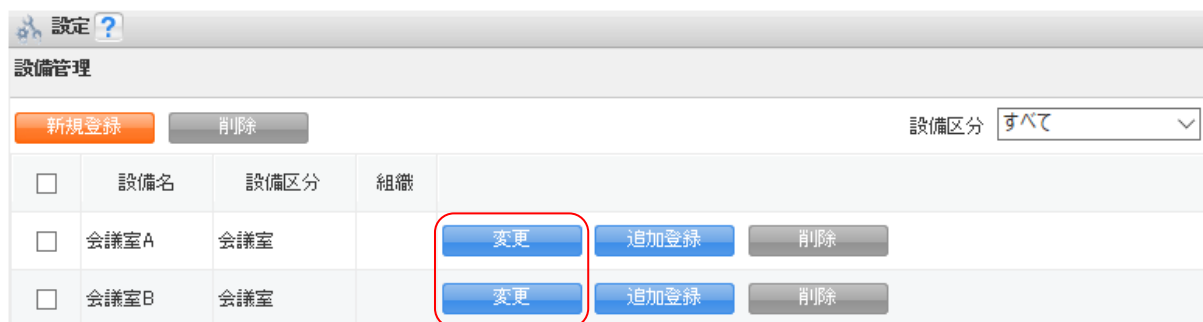 設定 ?
設備管理
新規登録 削除 設備区分 すべて
設備名 設備区分 組織
会議室A 会議室 変更 追加登録 削除
会議室B 会議室 変更 追加登録 削除